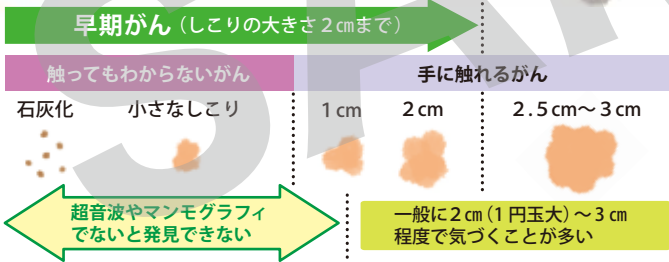 早期がん（しこりの大きさ２㎝まで）
触ってもわからないがん
手に触れるがん
石灰化
小さなしこり
1 cm
2 cm
2.5cm〜3cm
超音波やマンモグラフィ
でないと発見できない
一般に２㎝（１円玉大）〜３㎝
程度で気づくことが多い